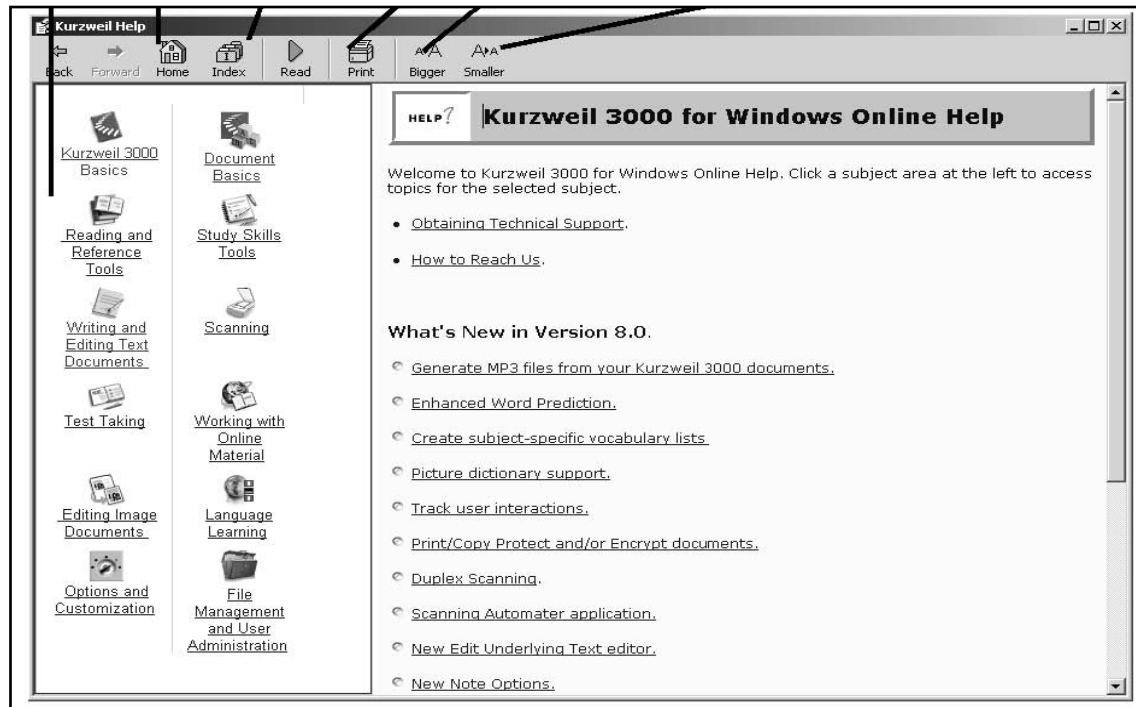 Kurzweil Help
Back Forward Home Index Read Print Bigger Smaller
Kurzweil 3000
Basics
Document
Basics
Reading and
Reference
Tools
Study Skills
Tools
Writing and
Editing Text
Documents
Scanning
Test Taking
Working with
Online
Material
Editing Image
Documents
Language
Learning
Options and
Customization
File
Management
and User
Administration
HELP? Kurzweil 3000 for Windows Online Help
Welcome to Kurzweil 3000 for Windows Online Help. Click a subject area at the left to access
topics for the selected subject.
• Obtaining Technical Support.
• How to Reach Us.
What's New in Version 8.0.
Generate MP3 files from your Kurzweil 3000 documents.
Enhanced Word Prediction.
Create subject-specific vocabulary lists
Picture dictionary support.
Track user interactions.
Print/Copy Protect and/or Encrypt documents.
Duplex Scanning.
Scanning Automater application.
New Edit Underlying Text editor.
New Note Options.